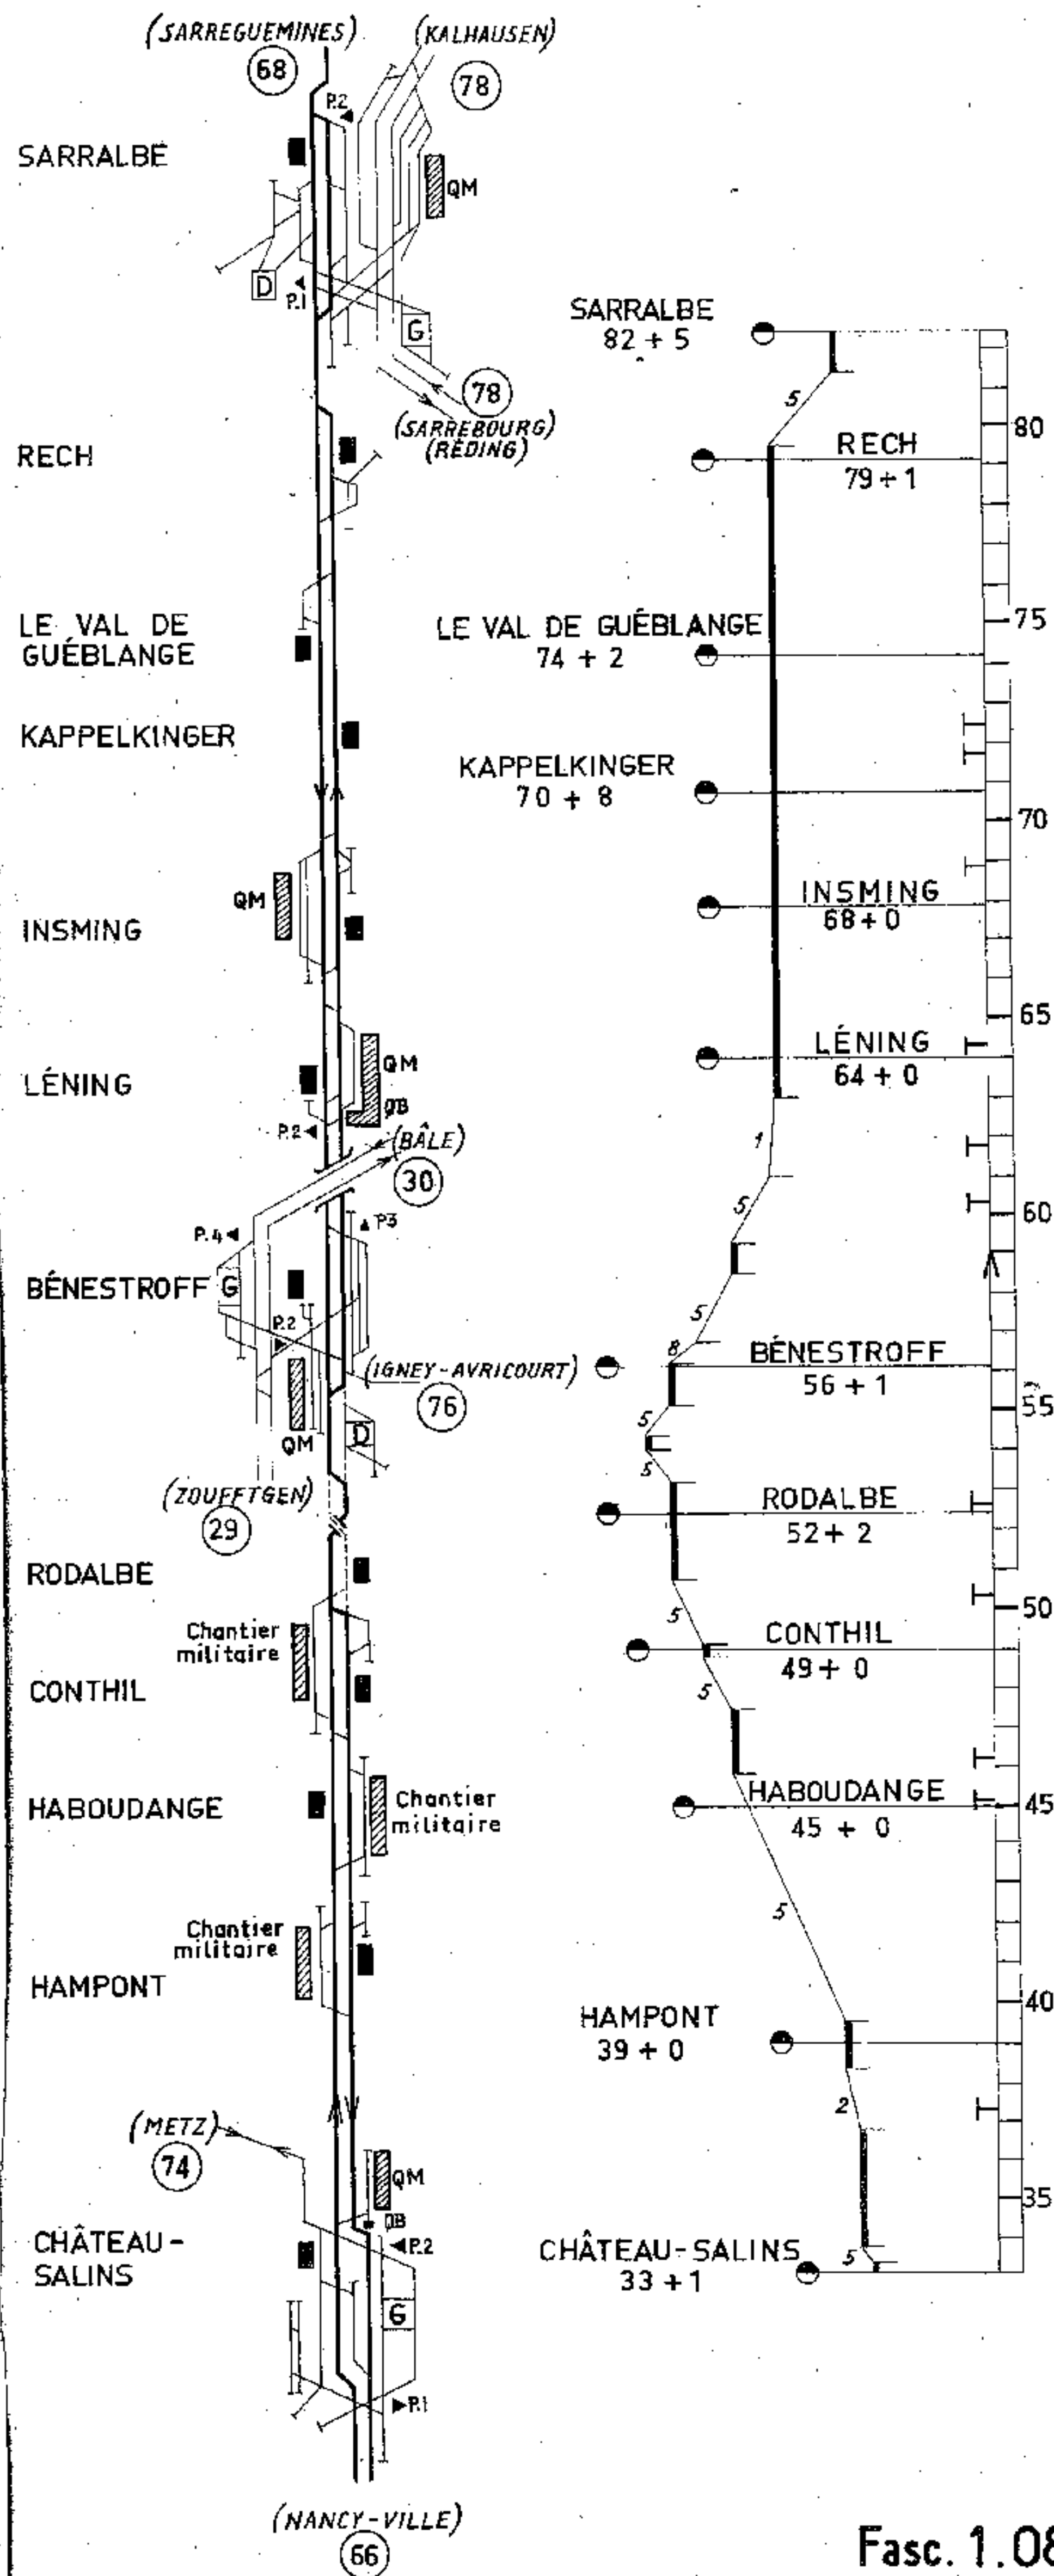 (SARREGUEMINES)
68
(KALHAUSEN)
78
P.2
SARRALBE
QM
D
P.1
G
78
(SARREBOURG)
(RÉDING)
RECH
LE VAL DE
GUÉBLANGE
KAPPELKINGER
QM
INSMING
LÉNING
QM
QB
P.2
(BÂLE)
30
P.4
P3
BÉNESTROFF
G
P.2
(IGNEY-AVRICOURT)
76
QM
D
(ZOUFFTGEN)
29
RODALBE
Chantier
militaire
CONTHIL
HABOUDANGE
Chantier
militaire
Chantier
militaire
HAMPONT
(METZ)
74
QM
QB
CHÂTEAU-
SALINS
P.2
G
P.1
(NANCY-VILLE)
66
SARRALBE
82 + 5
5
80
RECH
79 + 1
75
LE VAL DE GUÉBLANGE
74 + 2
KAPPELKINGER
70 + 8
70
INSMING
68 + 0
65
LÉNING
64 + 0
1
60
5
5
8
BÉNESTROFF
56 + 1
55
5
5
RODALBE
52 + 2
50
5
CONTHIL
49 + 0
5
HABOUDANGE
45 + 0
45
5
40
HAMPONT
39 + 0
2
35
CHÂTEAU-SALINS
33 + 1
5
Fasc. 1.08